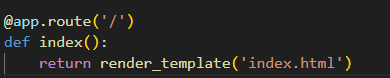 @app.route('/')
def index():
    return render_template('index.html')